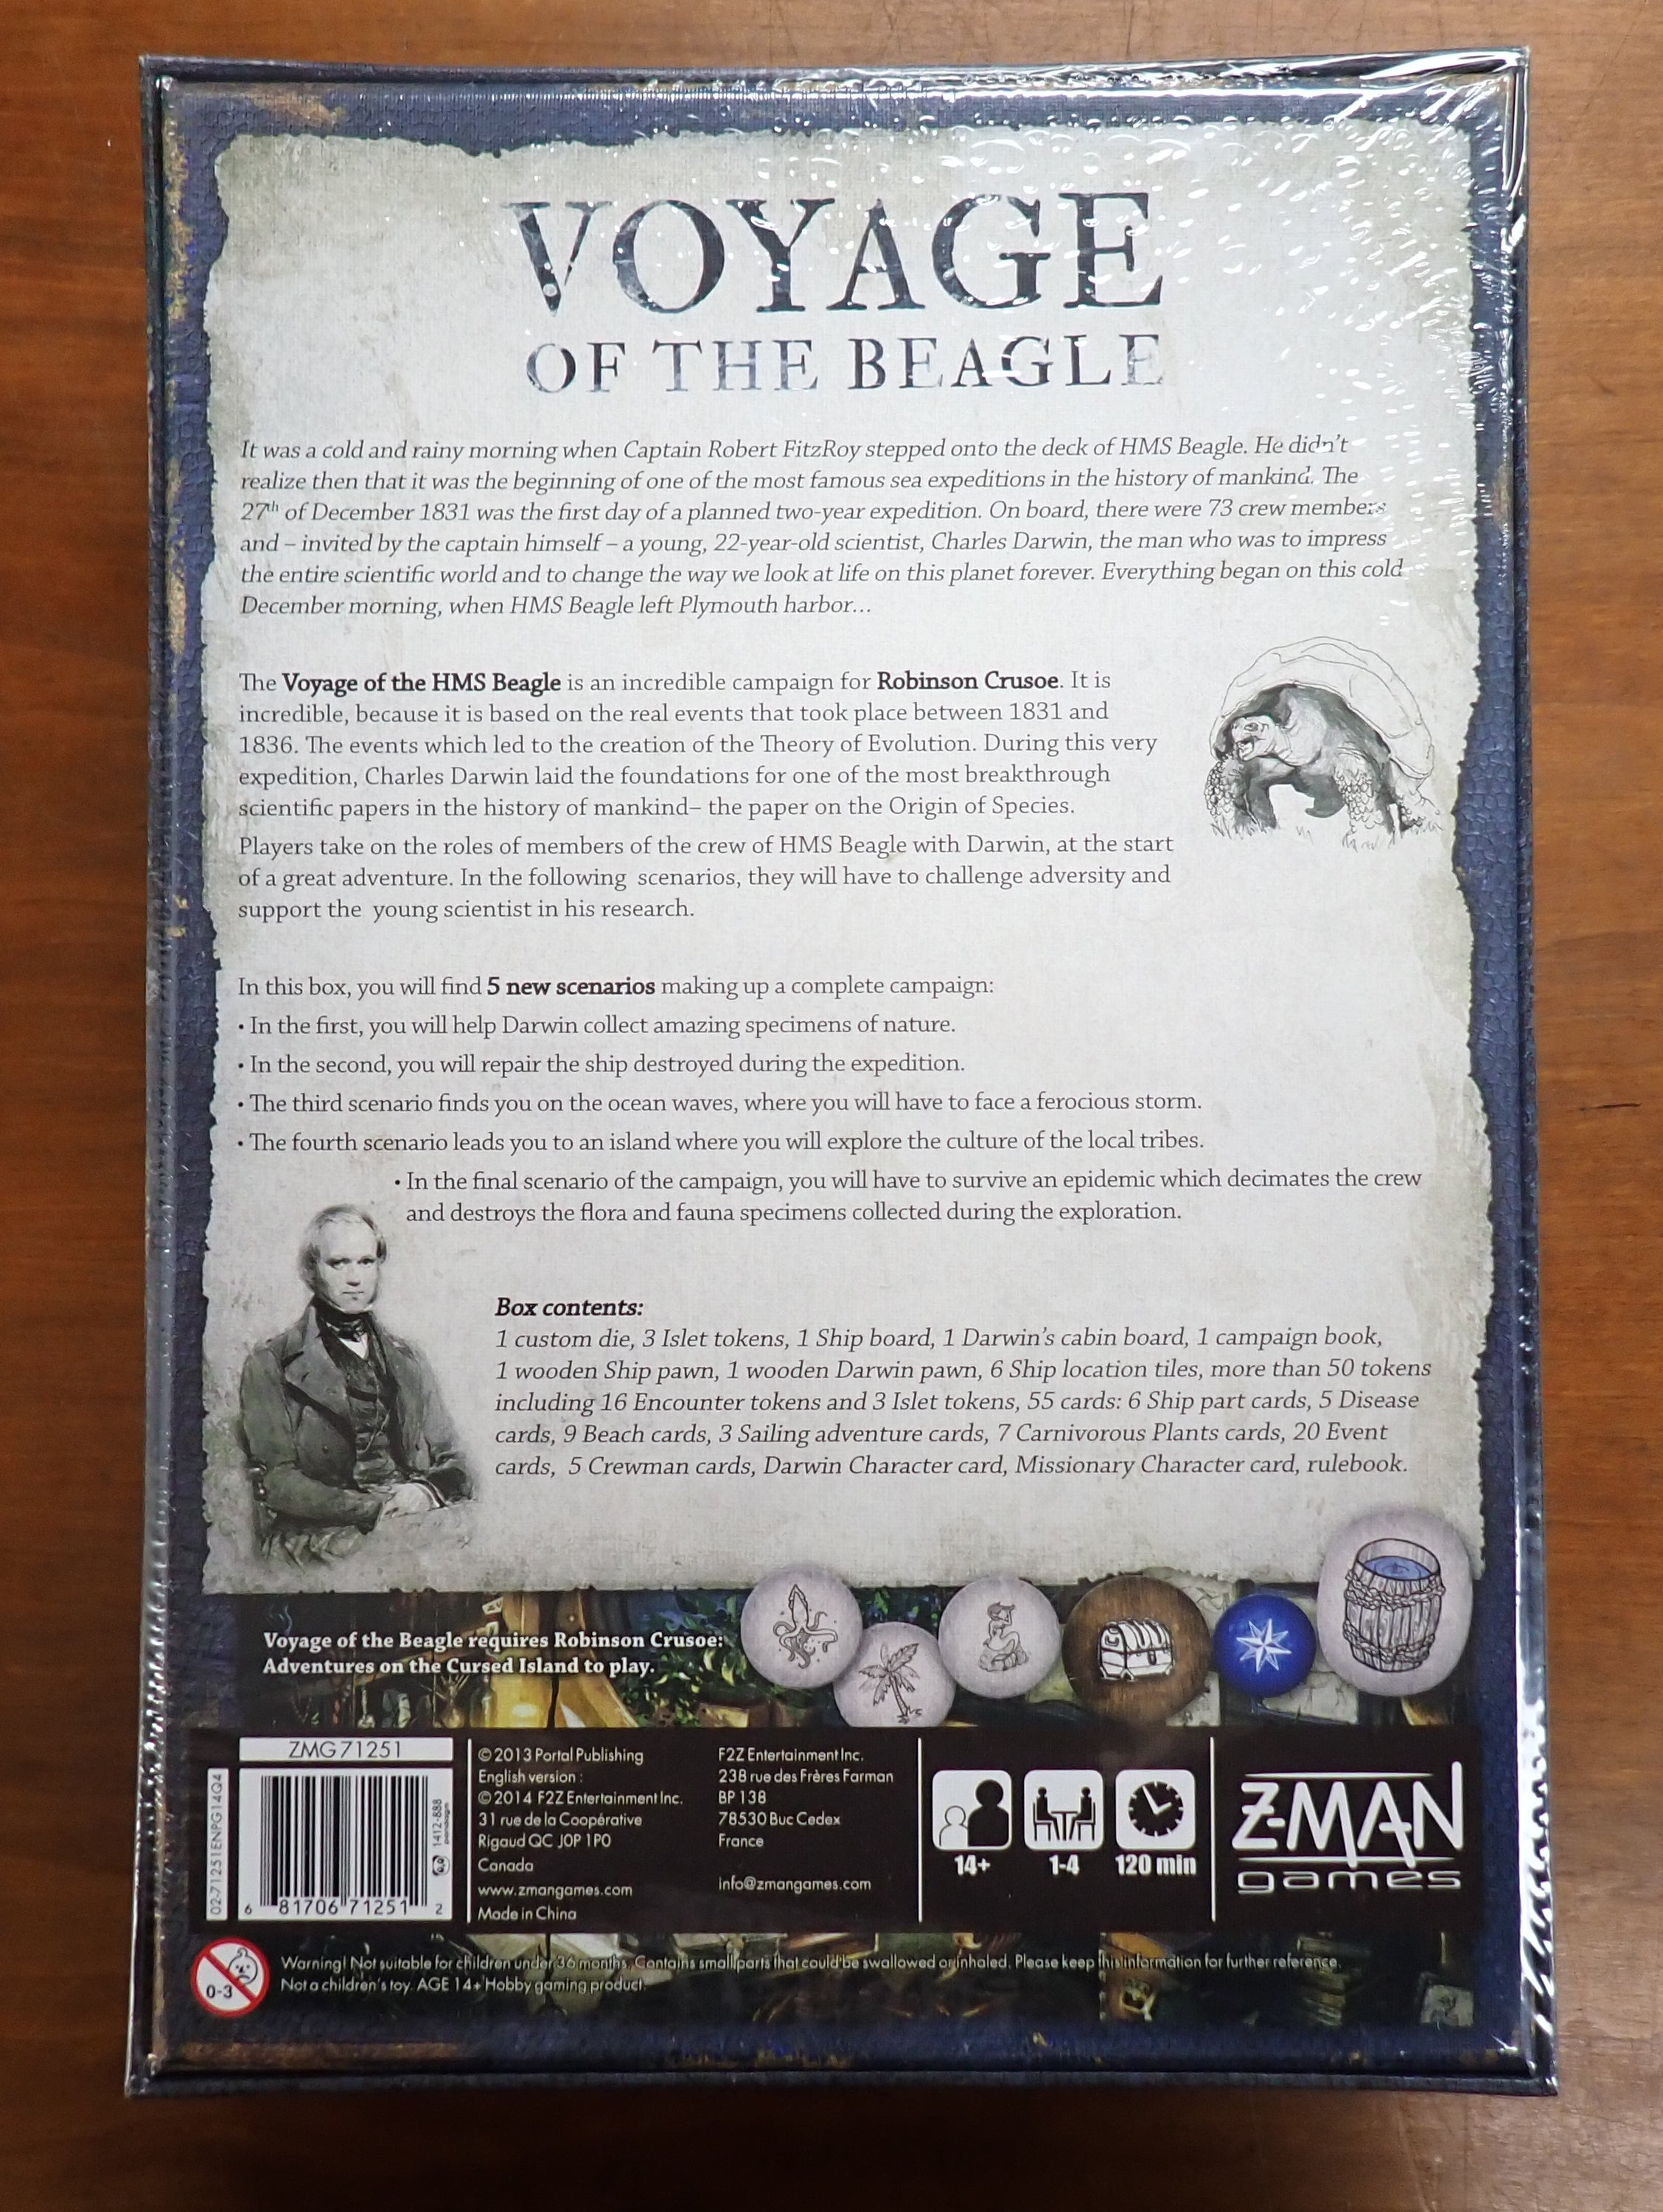 VOYAGE
OF THE BEAGLE
It was a cold and rainy morning when Captain Robert FitzRoy stepped onto the deck of HMS Beagle. He didn't
realize then that it was the beginning of one of the most famous sea expeditions in the history of mankind. The
27th of December 1831 was the first day of a planned two-year expedition. On board, there were 73 crew members
and – invited by the captain himself – a young, 22-year-old scientist, Charles Darwin, the man who was to impress
the entire scientific world and to change the way we look at life on this planet forever. Everything began on this cold
December morning, when HMS Beagle left Plymouth harbor...
The Voyage of the HMS Beagle is an incredible campaign for Robinson Crusoe. It is
incredible, because it is based on the real events that took place between 1831 and
1836. The events which led to the creation of the Theory of Evolution. During this very
expedition, Charles Darwin laid the foundations for one of the most breakthrough
scientific papers in the history of mankind– the paper on the Origin of Species.
Players take on the roles of members of the crew of HMS Beagle with Darwin, at the start
of a great adventure. In the following scenarios, they will have to challenge adversity and
support the young scientist in his research.
In this box, you will find 5 new scenarios making up a complete campaign:
• In the first, you will help Darwin collect amazing specimens of nature.
• In the second, you will repair the ship destroyed during the expedition.
• The third scenario finds you on the ocean waves, where you will have to face a ferocious storm.
• The fourth scenario leads you to an island where you will explore the culture of the local tribes.
• In the final scenario of the campaign, you will have to survive an epidemic which decimates the crew
and destroys the flora and fauna specimens collected during the exploration.
Box contents:
1 custom die, 3 Islet tokens, 1 Ship board, 1 Darwin's cabin board, 1 campaign book,
1 wooden Ship pawn, 1 wooden Darwin pawn, 6 Ship location tiles, more than 50 tokens
including 16 Encounter tokens and 3 Islet tokens, 55 cards: 6 Ship part cards, 5 Disease
cards, 9 Beach cards, 3 Sailing adventure cards, 7 Carnivorous Plants cards, 20 Event
cards, 5 Crewman cards, Darwin Character card, Missionary Character card, rulebook.
Voyage of the Beagle requires Robinson Crusoe:
Adventures on the Cursed Island to play.
ZMG71251
02-71251ENPG14Q4
1412-888
6 81706 71251 2
© 2013 Portal Publishing
English version :
© 2014 F2Z Entertainment Inc.
31 rue de la Coopérative
Rigaud QC J0P 1P0
Canada
www.zmangames.com
Made in China
F2Z Entertainment Inc.
238 rue des Frères Farman
BP 138
78530 Buc Cedex
France
info@zmangames.com
14+
1-4
120 min
Z-MAN
games
0-3
Warning! Not suitable for children under 36 months. Contains small parts that could be swallowed or inhaled. Please keep this information for further reference.
Not a children's toy. AGE 14+ Hobby gaming product.